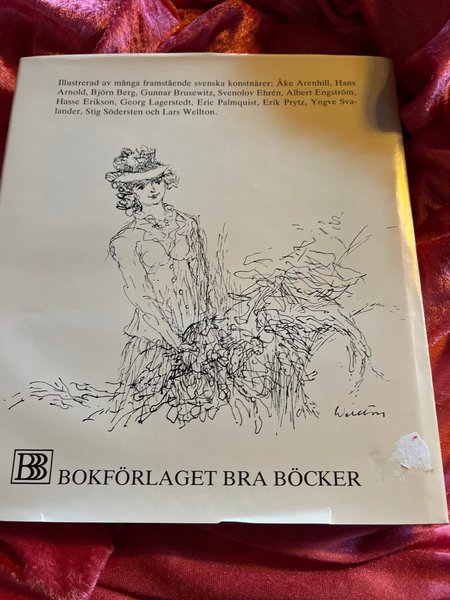 Illustrerad av många framstående svenska konstnärer: Åke Arenhill, Hans
Arnold, Björn Berg, Gunnar Brusewitz, Svenolov Ehrén, Albert Engström,
Hasse Erikson, Georg Lagerstedt, Eric Palmquist, Erik Prytz, Yngve Sva-
lander, Stig Södersten och Lars Wellton.
Wellton
BBB BOKFÖRLAGET BRA BÖCKER